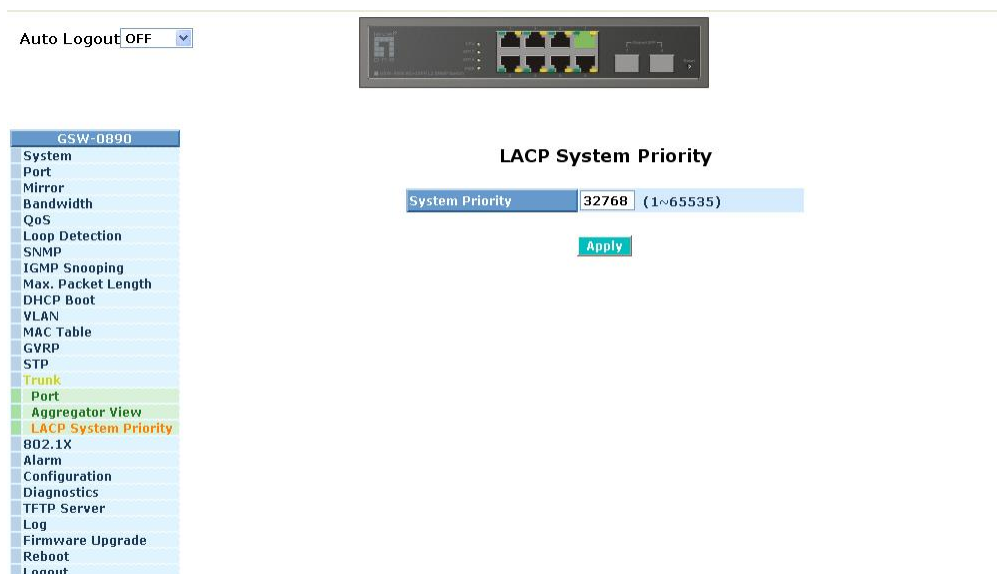 Auto Logout OFF
GSW-0890
System
Port
Mirror
Bandwidth
QoS
Loop Detection
SNMP
IGMP Snooping
Max. Packet Length
DHCP Boot
VLAN
MAC Table
GVRP
STP
Trunk
Port
Aggregator View
LACP System Priority
802.1X
Alarm
Configuration
Diagnostics
TFTP Server
Log
Firmware Upgrade
Reboot
Logout
LACP System Priority
System Priority 32768 (1~65535)
Apply